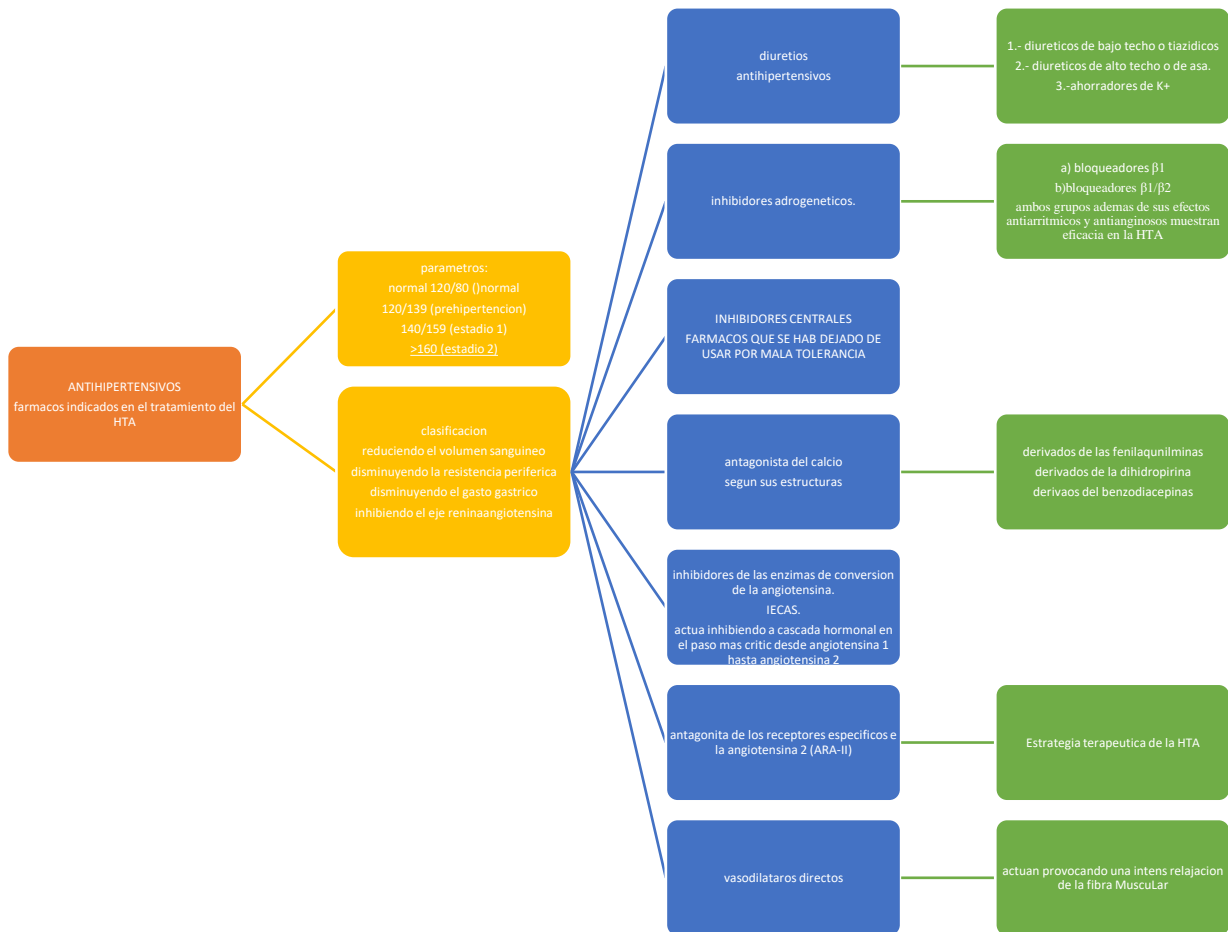 ANTIHIPERTENSIVOS
farmacos indicados en el tratamiento del
HTA
parametros:
normal 120/80 ()normal
120/139 (prehipertencion)
140/159 (estadio 1)
>160 (estadio 2)
clasificacion
reduciendo el volumen sanguineo
disminuyendo la resistencia periferica
disminuyendo el gasto gastrico
inhibiendo el eje reninaangiotensina
diuretios
antihipertensivos
1.- diureticos de bajo techo o tiazidicos
2.- diureticos de alto techo o de asa.
3.-ahorradores de K+
inhibidores adrogeneticos.
a) bloqueadores β1
b)bloqueadores β1/β2
ambos grupos ademas de sus efectos
antiarritmicos y antianginosos muestran
eficacia en la HTA
INHIBIDORES CENTRALES
FARMACOS QUE SE HAB DEJADO DE
USAR POR MALA TOLERANCIA
antagonista del calcio
segun sus estructuras
derivados de las fenilaqunilminas
derivados de la dihidropirina
derivaos del benzodiacepinas
inhibidores de las enzimas de conversion
de la angiotensina.
IECAS.
actua inhibiendo a cascada hormonal en
el paso mas critic desde angiotensina 1
hasta angiotensina 2
antagonita de los receptores especificos e
la angiotensina 2 (ARA-II)
Estrategia terapeutica de la HTA
vasodilataros directos
actuan provocando una intens relajacion
de la fibra MuscuLar